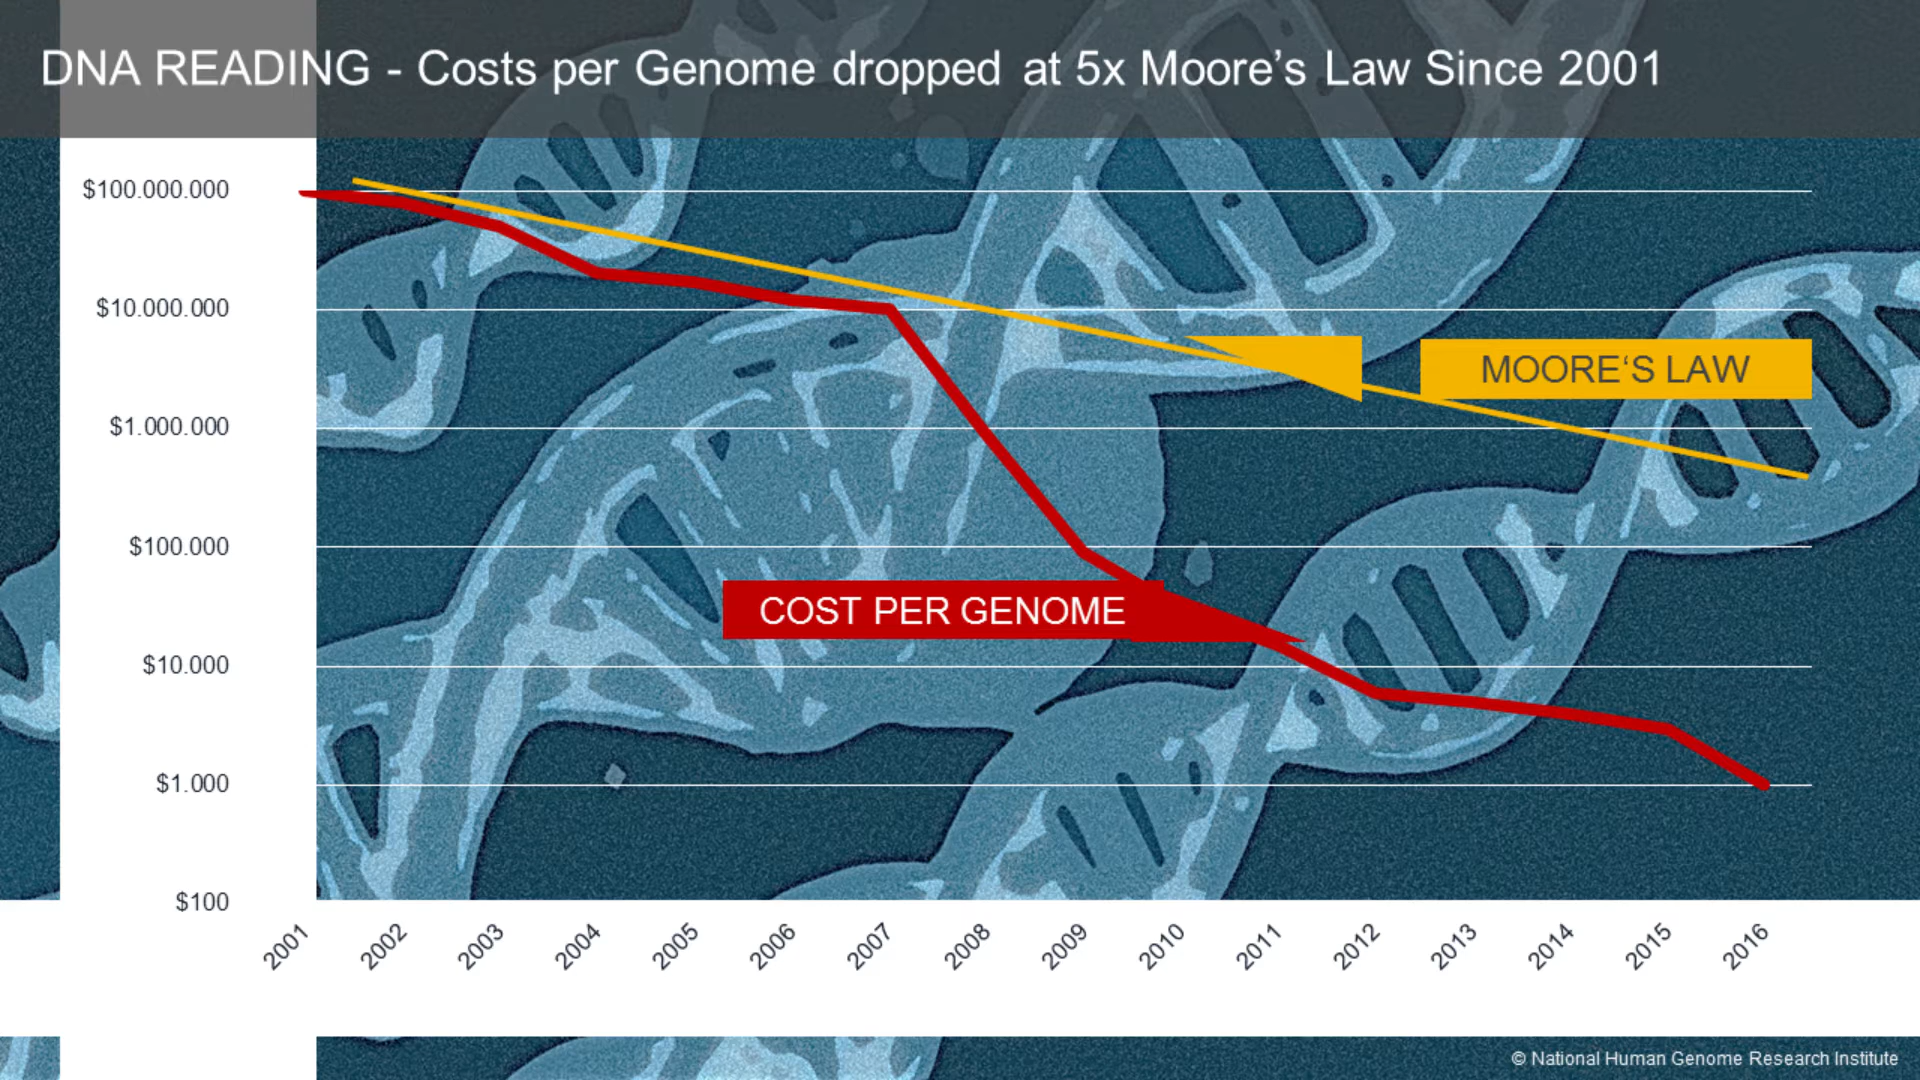 DNA READING - Costs per Genome dropped at 5x Moore’s Law Since 2001
$100.000.000
$10.000.000
MOORE‘S LAW
$1.000.000
$100.000
COST PER GENOME
$10.000
$1.000
$100
2001 2002 2003 2004 2005 2006 2007 2008 2009 2010 2011 2012 2013 2014 2015 2016
© National Human Genome Research Institute